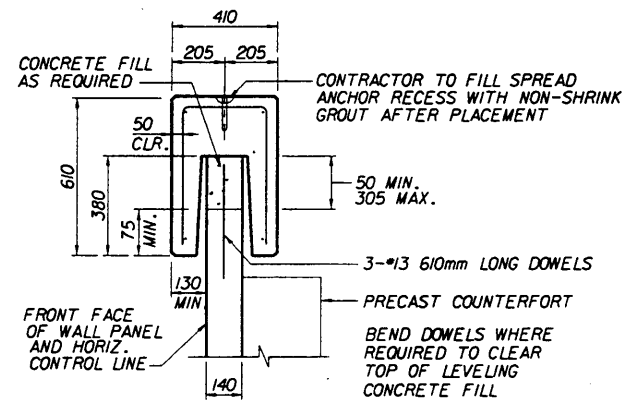 410
205
205
CONCRETE FILL
AS REQUIRED
CONTRACTOR TO FILL SPREAD
ANCHOR RECESS WITH NON-SHRINK
GROUT AFTER PLACEMENT
50
CLR.
610
380
75
MIN.
50 MIN.
305 MAX.
3-#13 610mm LONG DOWELS
130
MIN
PRECAST COUNTERFORT
FRONT FACE
OF WALL PANEL
AND HORIZ.
CONTROL LINE
BEND DOWELS WHERE
REQUIRED TO CLEAR
TOP OF LEVELING
CONCRETE FILL
140